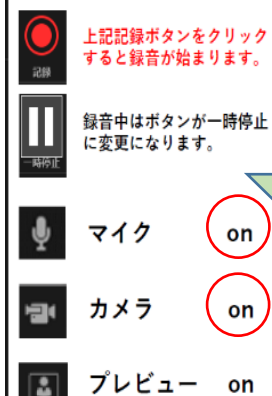 上記記録ボタンをクリック
すると録音が始まります。
記録
録音中はボタンが一時停止
に変更になります。
一時停止
マイク on
カメラ on
プレビュー on